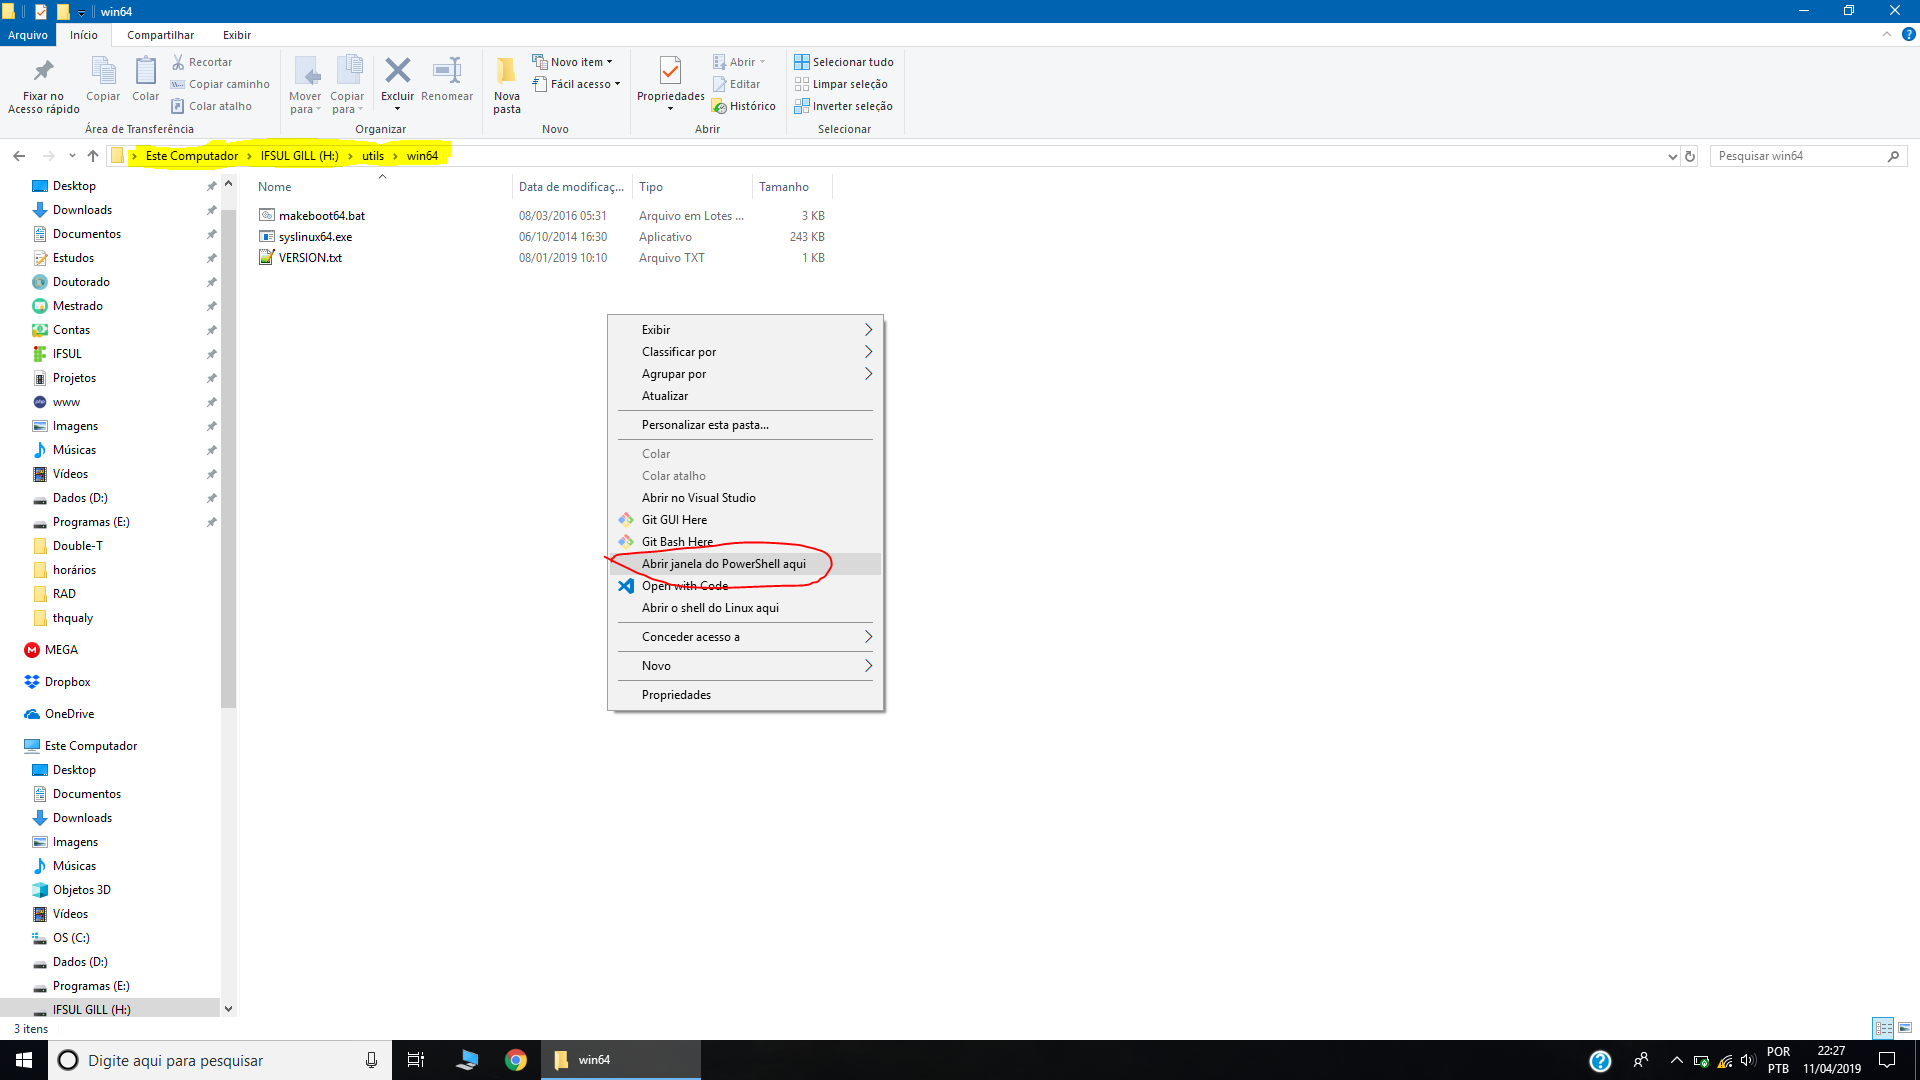 win64
Arquivo Início Compartilhar Exibir
Fixar no Acesso rápido
Copiar
Colar
Recortar
Copiar caminho
Colar atalho
Área de Transferência
Mover para
Copiar para
Excluir
Renomear
Organizar
Nova pasta
Novo item
Fácil acesso
Novo
Propriedades
Abrir
Editar
Histórico
Abrir
Selecionar tudo
Limpar seleção
Inverter seleção
Selecionar
Este Computador > IFSUL GILL (H:) > utils > win64
Pesquisar win64
Nome Data de modificaç... Tipo Tamanho
makeboot64.bat 08/03/2016 05:31 Arquivo em Lotes ... 3 KB
syslinux64.exe 06/10/2014 16:30 Aplicativo 243 KB
VERSION.txt 08/01/2019 10:10 Arquivo TXT 1 KB
Desktop
Downloads
Documentos
Estudos
Doutorado
Mestrado
Contas
IFSUL
Projetos
www
Imagens
Músicas
Vídeos
Dados (D:)
Programas (E:)
Double-T
horários
RAD
thqualy
MEGA
Dropbox
OneDrive
Este Computador
Desktop
Documentos
Downloads
Imagens
Músicas
Objetos 3D
Vídeos
OS (C:)
Dados (D:)
Programas (E:)
IFSUL GILL (H:)
Exibir
Classificar por
Agrupar por
Atualizar
Personalizar esta pasta...
Colar
Colar atalho
Abrir no Visual Studio
Git GUI Here
Git Bash Here
Abrir janela do PowerShell aqui
Open with Code
Abrir o shell do Linux aqui
Conceder acesso a
Novo
Propriedades
3 itens
Digite aqui para pesquisar
win64
POR
PTB
22:27
11/04/2019